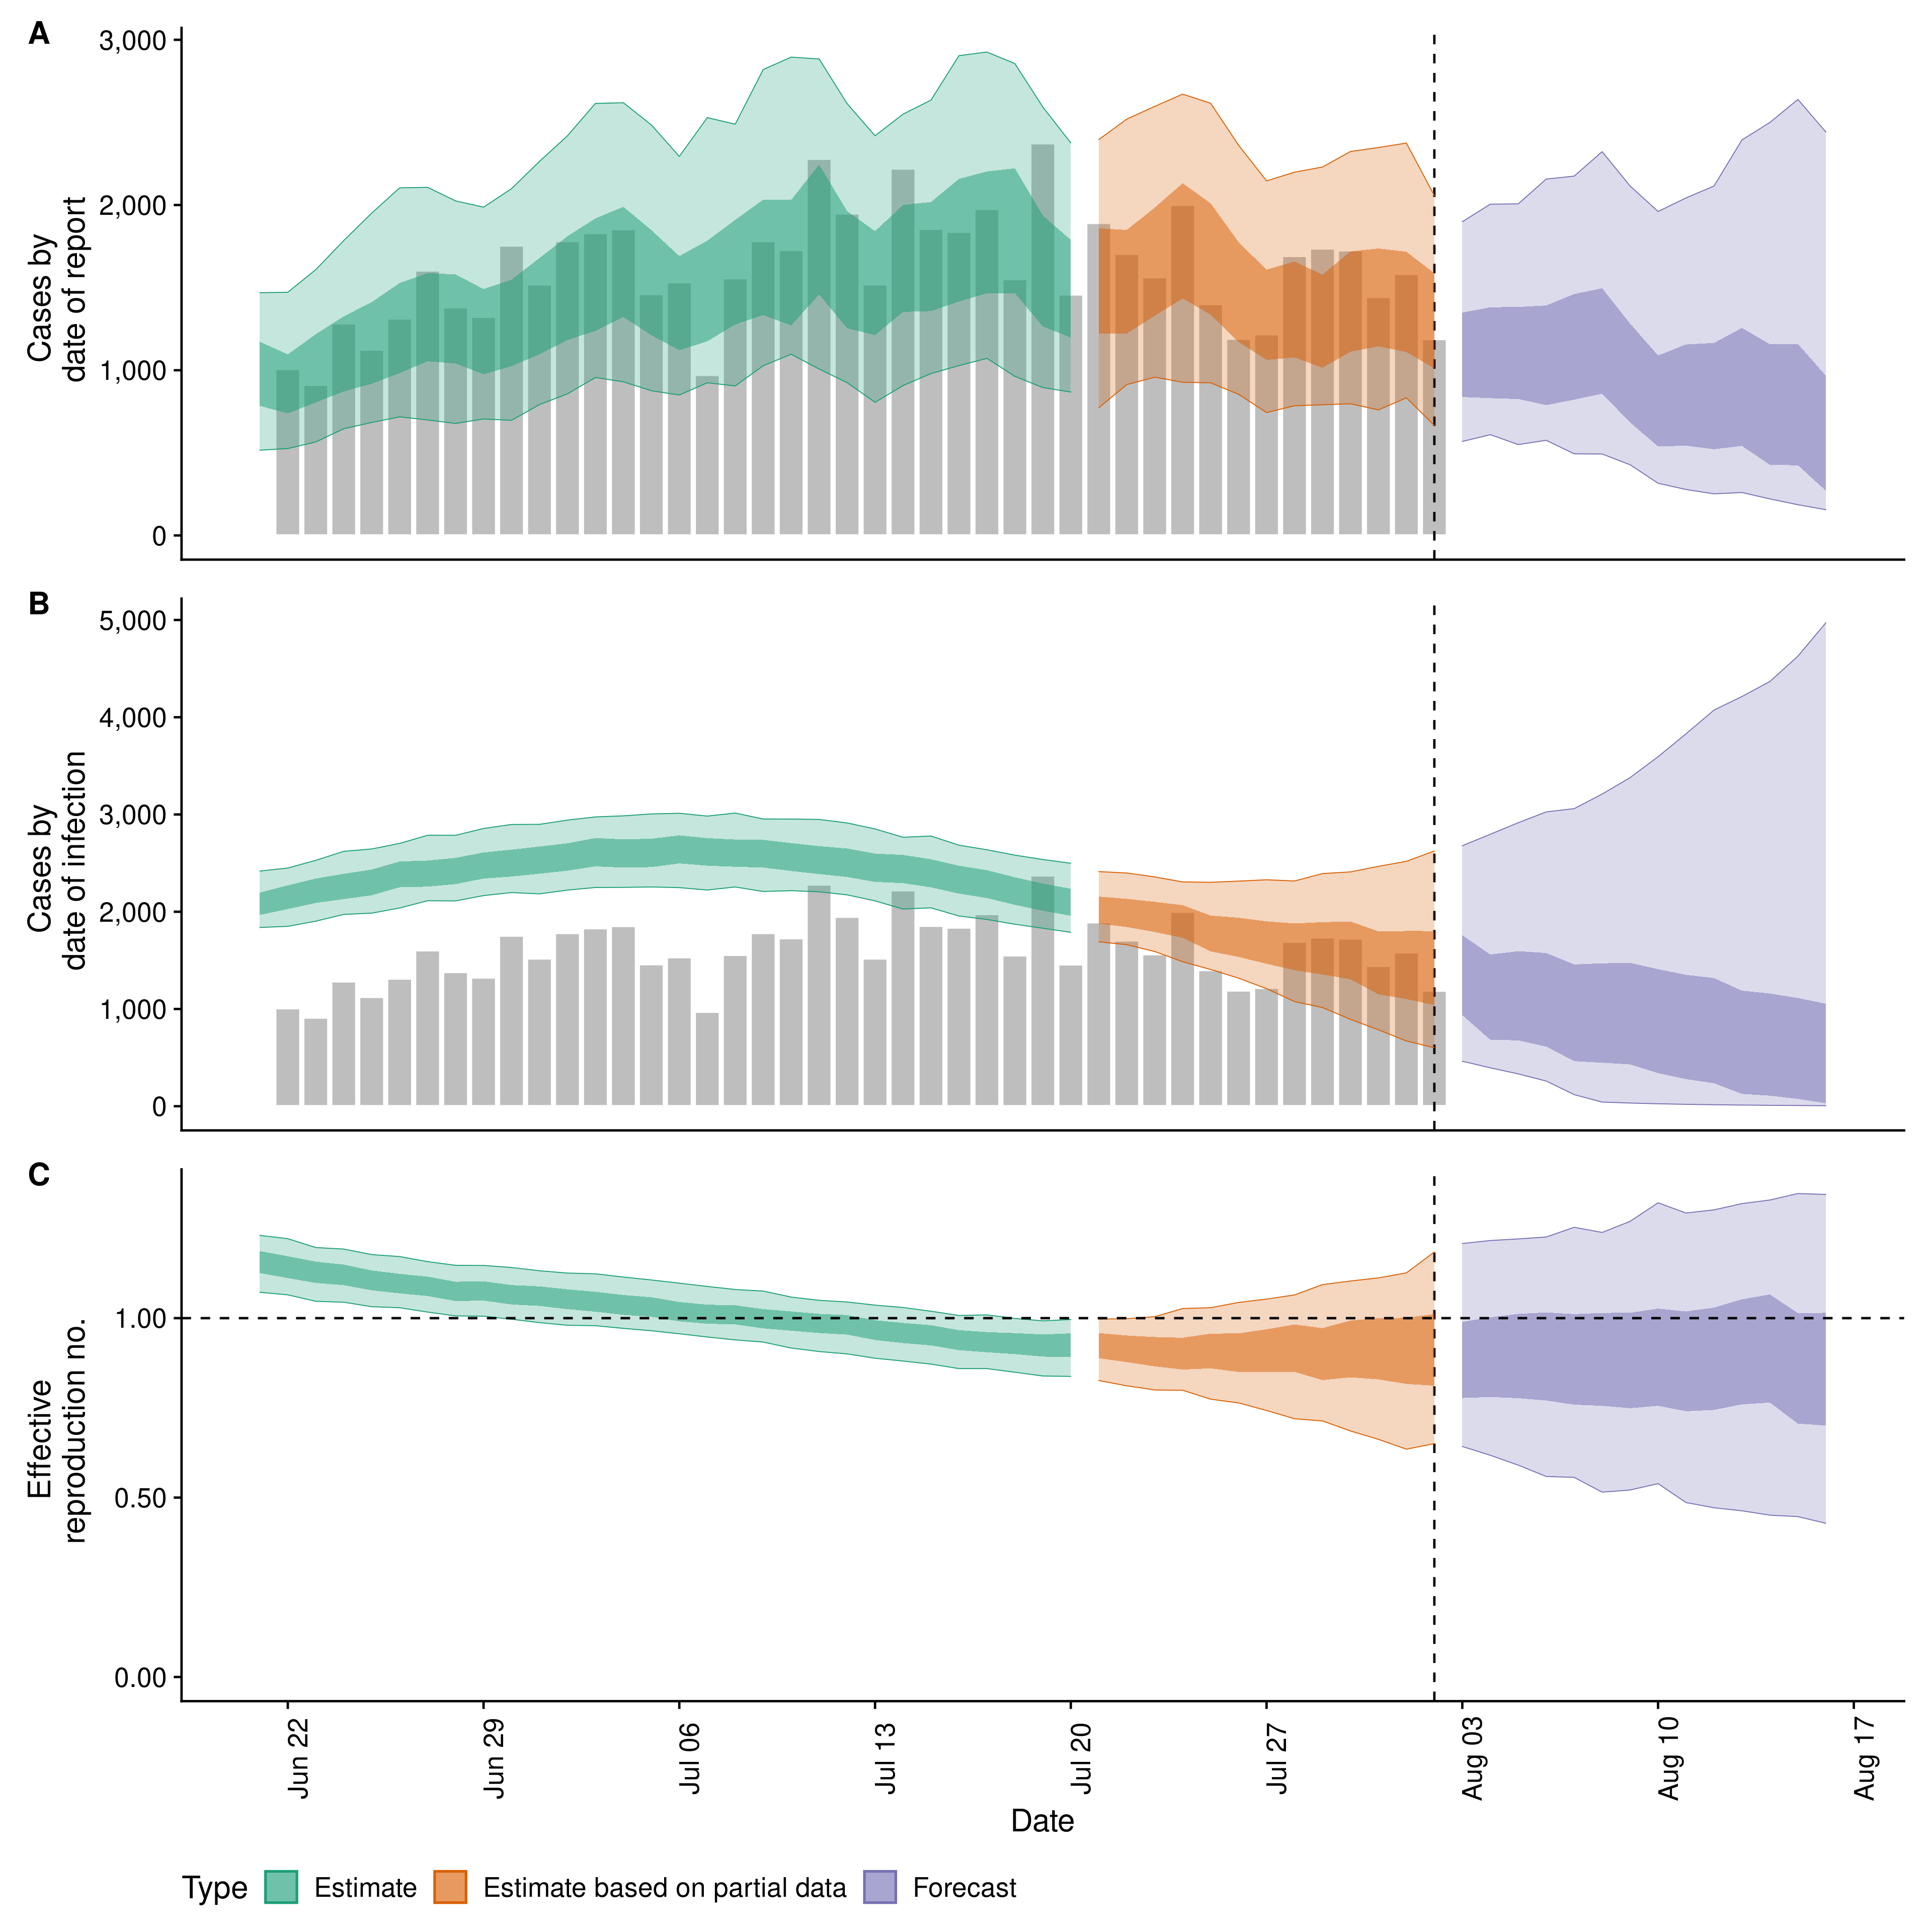 A
Cases by
date of report
3,000
2,000
1,000
0
B
Cases by
date of infection
5,000
4,000
3,000
2,000
1,000
0
C
Effective
reproduction no.
1.00
0.50
0.00
Jun 22
Jun 29
Jul 06
Jul 13
Jul 20
Jul 27
Aug 03
Aug 10
Aug 17
Date
Type Estimate Estimate based on partial data Forecast